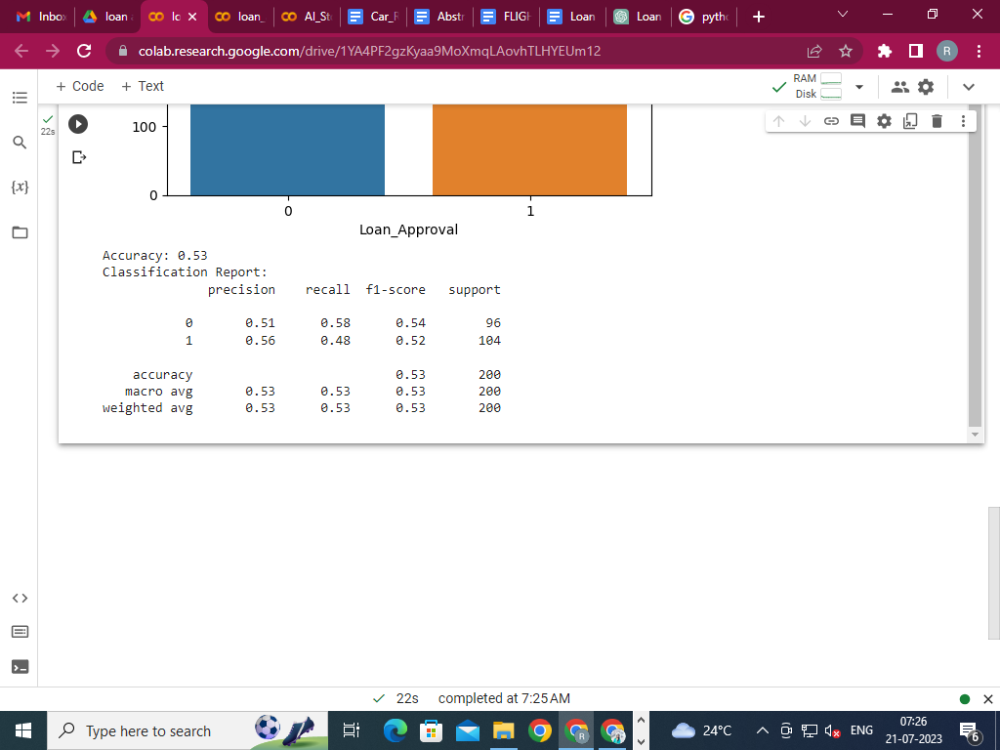 Inbo
loan
lo
loan_
AI_St
Car_F
Abstr
FLIGH
Loan
Loan
pytho
colab.research.google.com/drive/1YA4PF2gzKyaa9MoXmqLAovhTLHYEUm12
R
+ Code + Text
RAM
Disk
22s
{x}
100
0
0 1
Loan_Approval
Accuracy: 0.53
Classification Report:
precision recall f1-score support
0 0.51 0.58 0.54 96
1 0.56 0.48 0.52 104
accuracy 0.53 200
macro avg 0.53 0.53 0.53 200
weighted avg 0.53 0.53 0.53 200
22s completed at 7:25 AM
Type here to search
R
24°C
ENG
07:26
21-07-2023
6